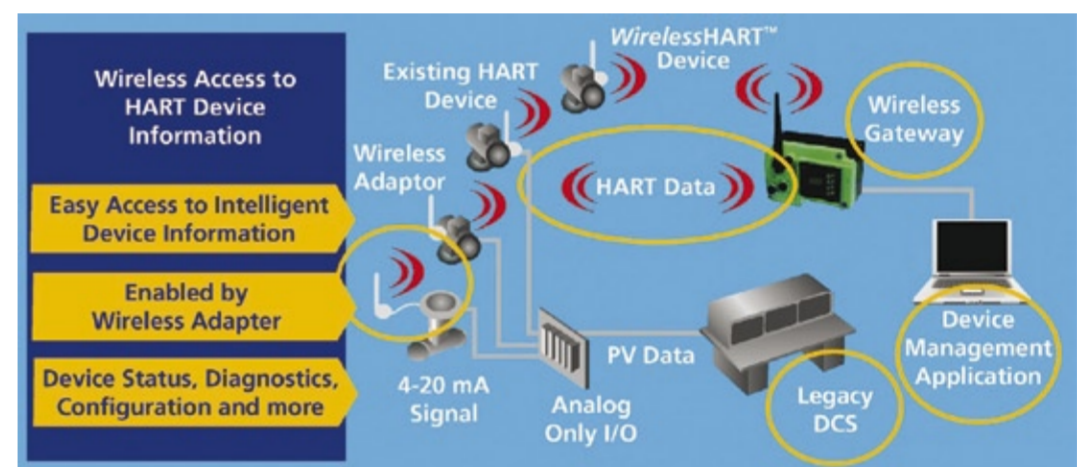 Wireless Access to
HART Device
Information
Easy Access to Intelligent
Device Information
Enabled by
Wireless Adapter
Device Status, Diagnostics,
Configuration and more
WirelessHART™
Device
Existing HART
Device
Wireless
Adaptor
Wireless
Gateway
HART Data
4-20 mA
Signal
Analog
Only I/O
PV Data
Legacy
DCS
Device
Management
Application